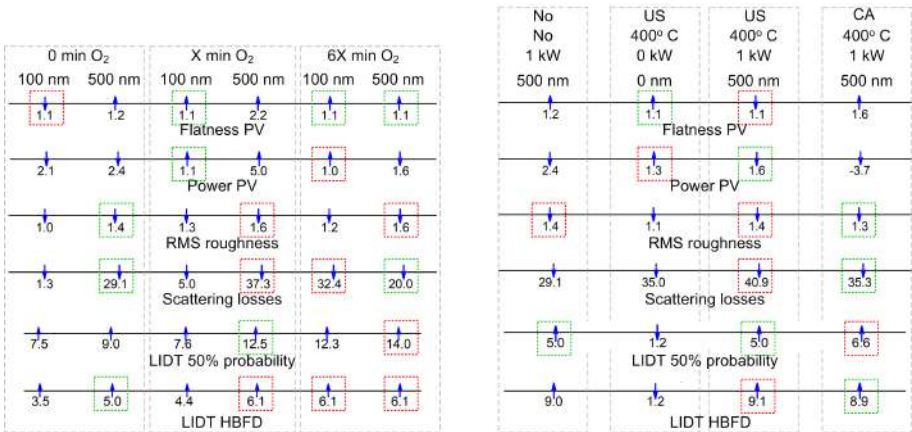 0 min O₂ X min O₂ 6X min O₂
100 nm 500 nm 100 nm 500 nm 100 nm 500 nm
1.1 1.2 1.1 2.2 1.1 1.1
Flatness PV
2.1 2.4 1.1 5.0 1.0 1.6
Power PV
1.0 1.4 1.3 1.6 1.2 1.6
RMS roughness
1.3 29.1 5.0 37.3 32.4 20.0
Scattering losses
7.5 9.0 7.6 12.5 12.3 14.0
LIDT 50% probability
3.5 5.0 4.4 6.1 6.1 6.1
LIDT HBFD
No US US CA
No 400° C 400° C 400° C
1 kW 0 kW 1 kW 1 kW
500 nm 0 nm 500 nm 500 nm
1.2 1.1 1.1 1.6
Flatness PV
2.4 1.3 1.6 -3.7
Power PV
1.4 1.1 1.4 1.3
RMS roughness
29.1 35.0 40.9 35.3
Scattering losses
5.0 1.2 5.0 6.6
LIDT 50% probability
9.0 1.2 9.1 8.9
LIDT HBFD